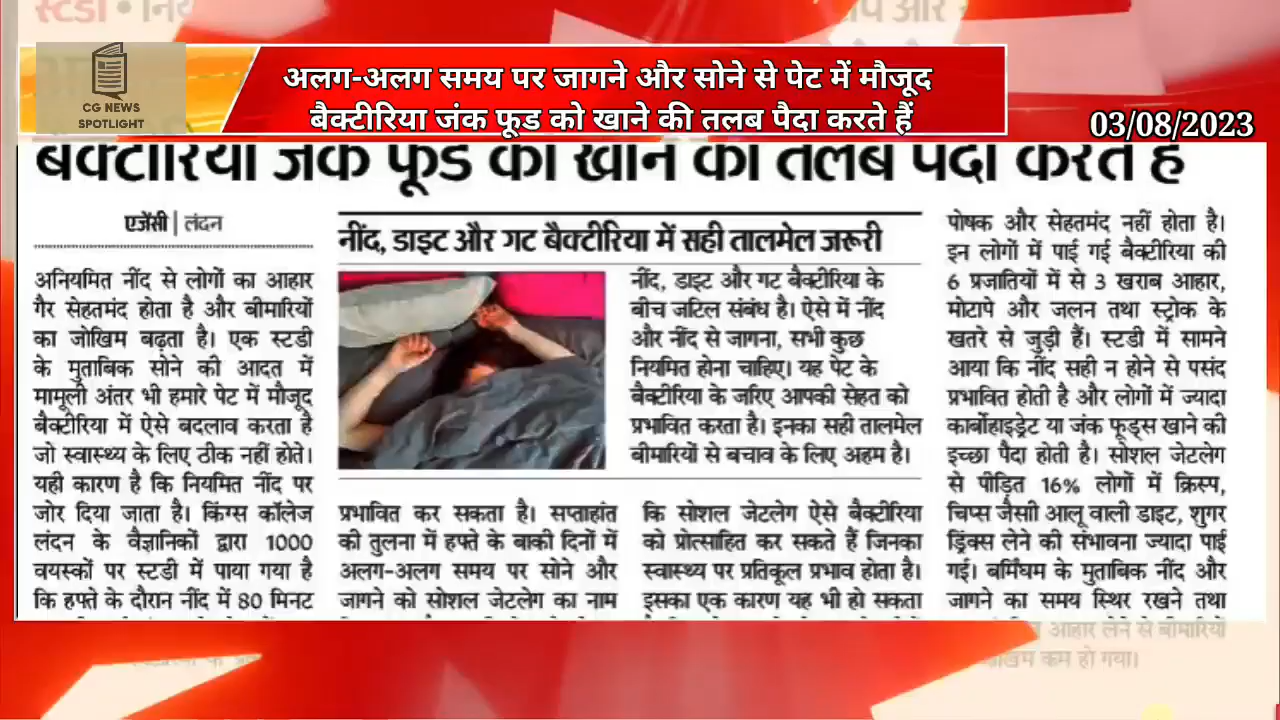 स्टडी • निय
CG NEWS
SPOTLIGHT
अलग-अलग समय पर जागने और सोने से पेट में मौजूद
बैक्टीरिया जंक फूड को खाने की तलब पैदा करते हैं
03/08/2023
बैक्टीरिया जंक फूड को खाने की तलब पैदा करते हैं
एजेंसी | लंदन
अनियमित नींद से लोगों का आहार
गैर सेहतमंद होता है और बीमारियों
का जोखिम बढ़ता है। एक स्टडी
के मुताबिक सोने की आदत में
मामूली अंतर भी हमारे पेट में मौजूद
बैक्टीरिया में ऐसे बदलाव करता है
जो स्वास्थ्य के लिए ठीक नहीं होते।
यही कारण है कि नियमित नींद पर
जोर दिया जाता है। किंग्स कॉलेज
लंदन के वैज्ञानिकों द्वारा 1000
वयस्कों पर स्टडी में पाया गया है
कि हफ्ते के दौरान नींद में 80 मिनट
नींद, डाइट और गट बैक्टीरिया में सही तालमेल जरूरी
नींद, डाइट और गट बैक्टीरिया के
बीच जटिल संबंध है। ऐसे में नींद
और नींद से जागना, सभी कुछ
नियमित होना चाहिए। यह पेट के
बैक्टीरिया के जरिए आपकी सेहत को
प्रभावित करता है। इनका सही तालमेल
बीमारियों से बचाव के लिए अहम है।
प्रभावित कर सकता है। सप्ताहांत
की तुलना में हफ्ते के बाकी दिनों में
अलग-अलग समय पर सोने और
जागने को सोशल जेटलेग का नाम
कि सोशल जेटलेग ऐसे बैक्टीरिया
को प्रोत्साहित कर सकते हैं जिनका
स्वास्थ्य पर प्रतिकूल प्रभाव होता है।
इसका एक कारण यह भी हो सकता
पोषक और सेहतमंद नहीं होता है।
इन लोगों में पाई गई बैक्टीरिया की
6 प्रजातियों में से 3 खराब आहार,
मोटापे और जलन तथा स्ट्रोक के
खतरे से जुड़ी हैं। स्टडी में सामने
आया कि नींद सही न होने से पसंद
प्रभावित होती है और लोगों में ज्यादा
कार्बोहाइड्रेट या जंक फूड्स खाने की
इच्छा पैदा होती है। सोशल जेटलेग
से पीड़ित 16% लोगों में क्रिस्प,
चिप्स जैसी आलू वाली डाइट, शुगर
ड्रिंक्स लेने की संभावना ज्यादा पाई
गई। बर्मिंघम के मुताबिक नींद और
जागने का समय स्थिर रखने तथा
आहार लेने से बीमारियों
जोखिम कम हो गया।